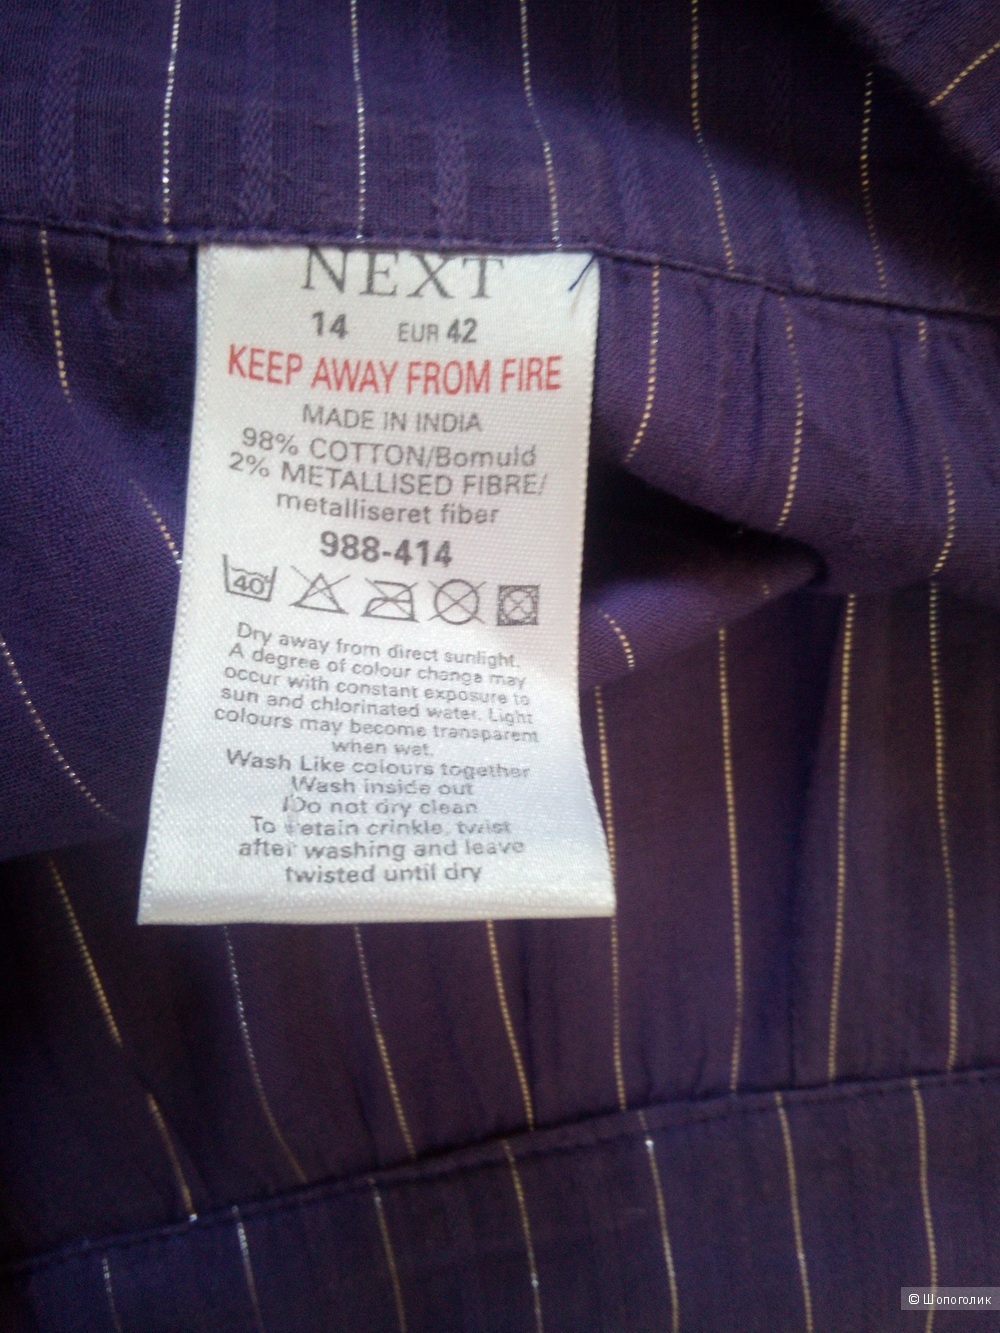 NEXT
14 EUR 42
KEEP AWAY FROM FIRE
MADE IN INDIA
98% COTTON/Bomuld
2% METALLISED FIBRE/
metalliseret fiber
988-414
40
Dry away from direct sunlight.
A degree of colour change may
occur with constant exposure to
sun and chlorinated water. Light
colours may become transparent
when wet.
Wash Like colours together
Wash inside out
Do not dry clean
To retain crinkle, twist
after washing and leave
twisted until dry
© Шопоголик